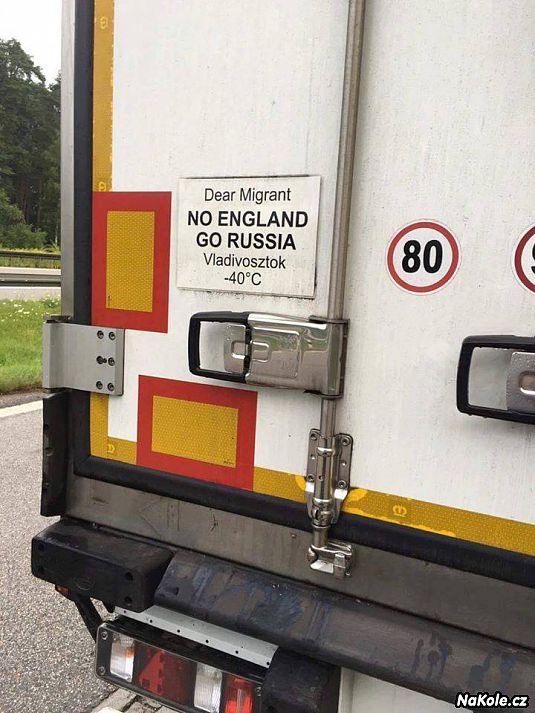 Dear Migrant
NO ENGLAND
GO RUSSIA
Vladivosztok
-40°C
80
NaKole.cz